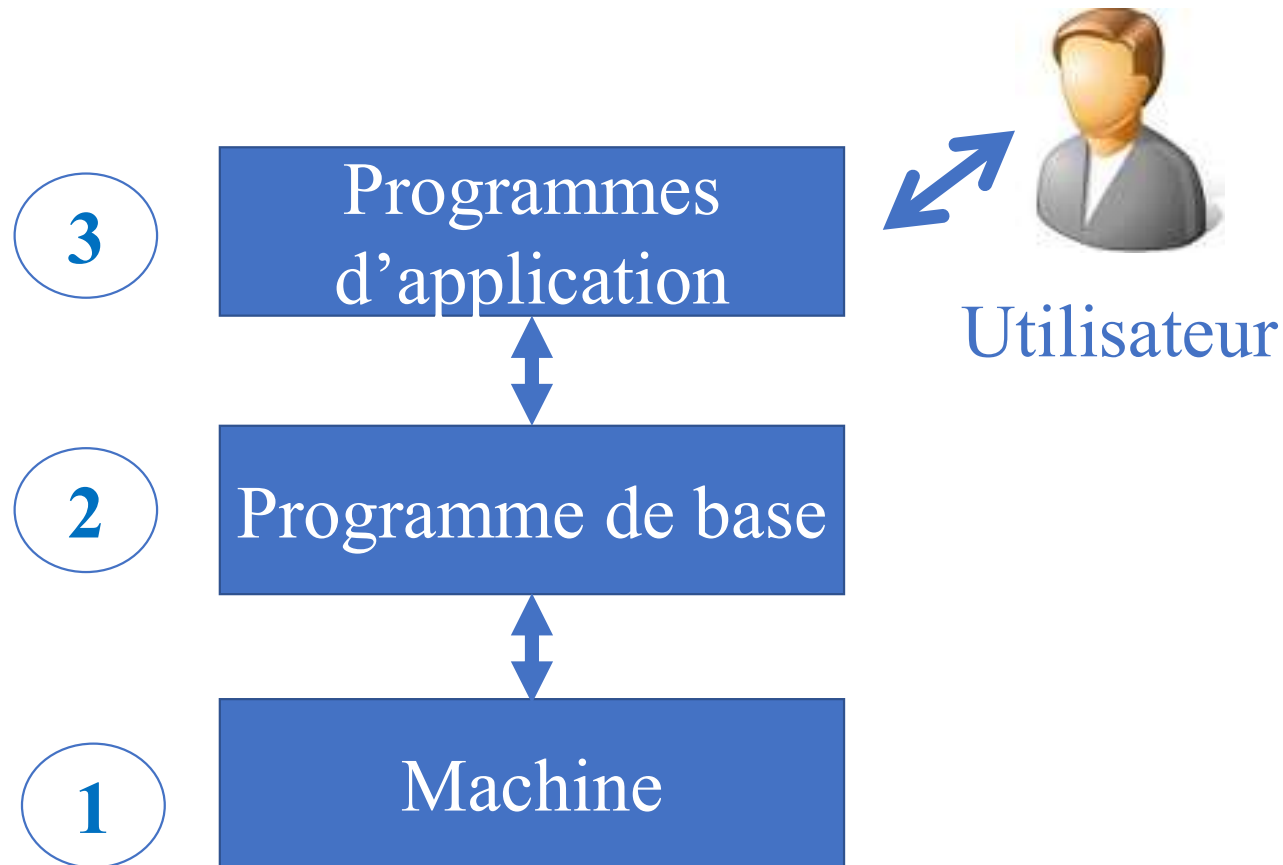 3
Programmes
d’application
Utilisateur
2
Programme de base
1
Machine